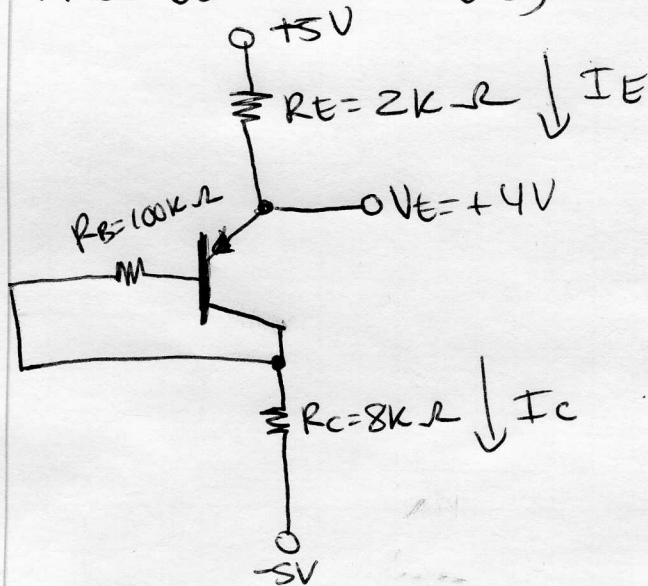 +5V
RE=2KΩ
IE
RB=100KΩ
VE=+4V
RC=8KΩ
IC
-5V